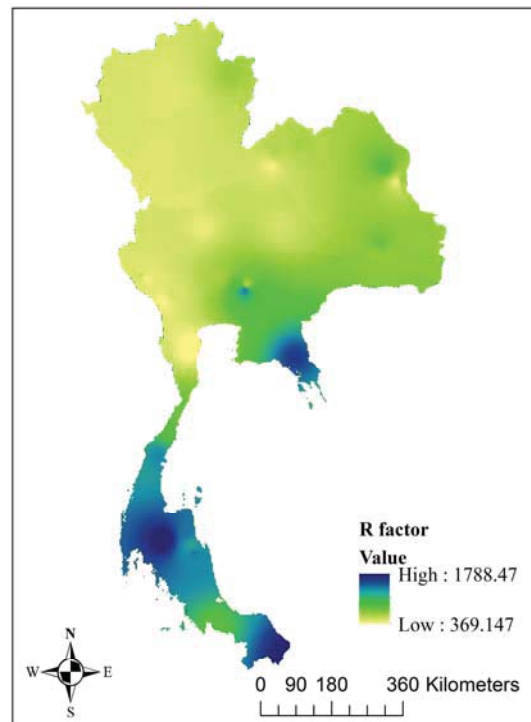 R factor
Value
High : 1788.47
Low : 369.147
N
W E
S
0 90 180 360 Kilometers